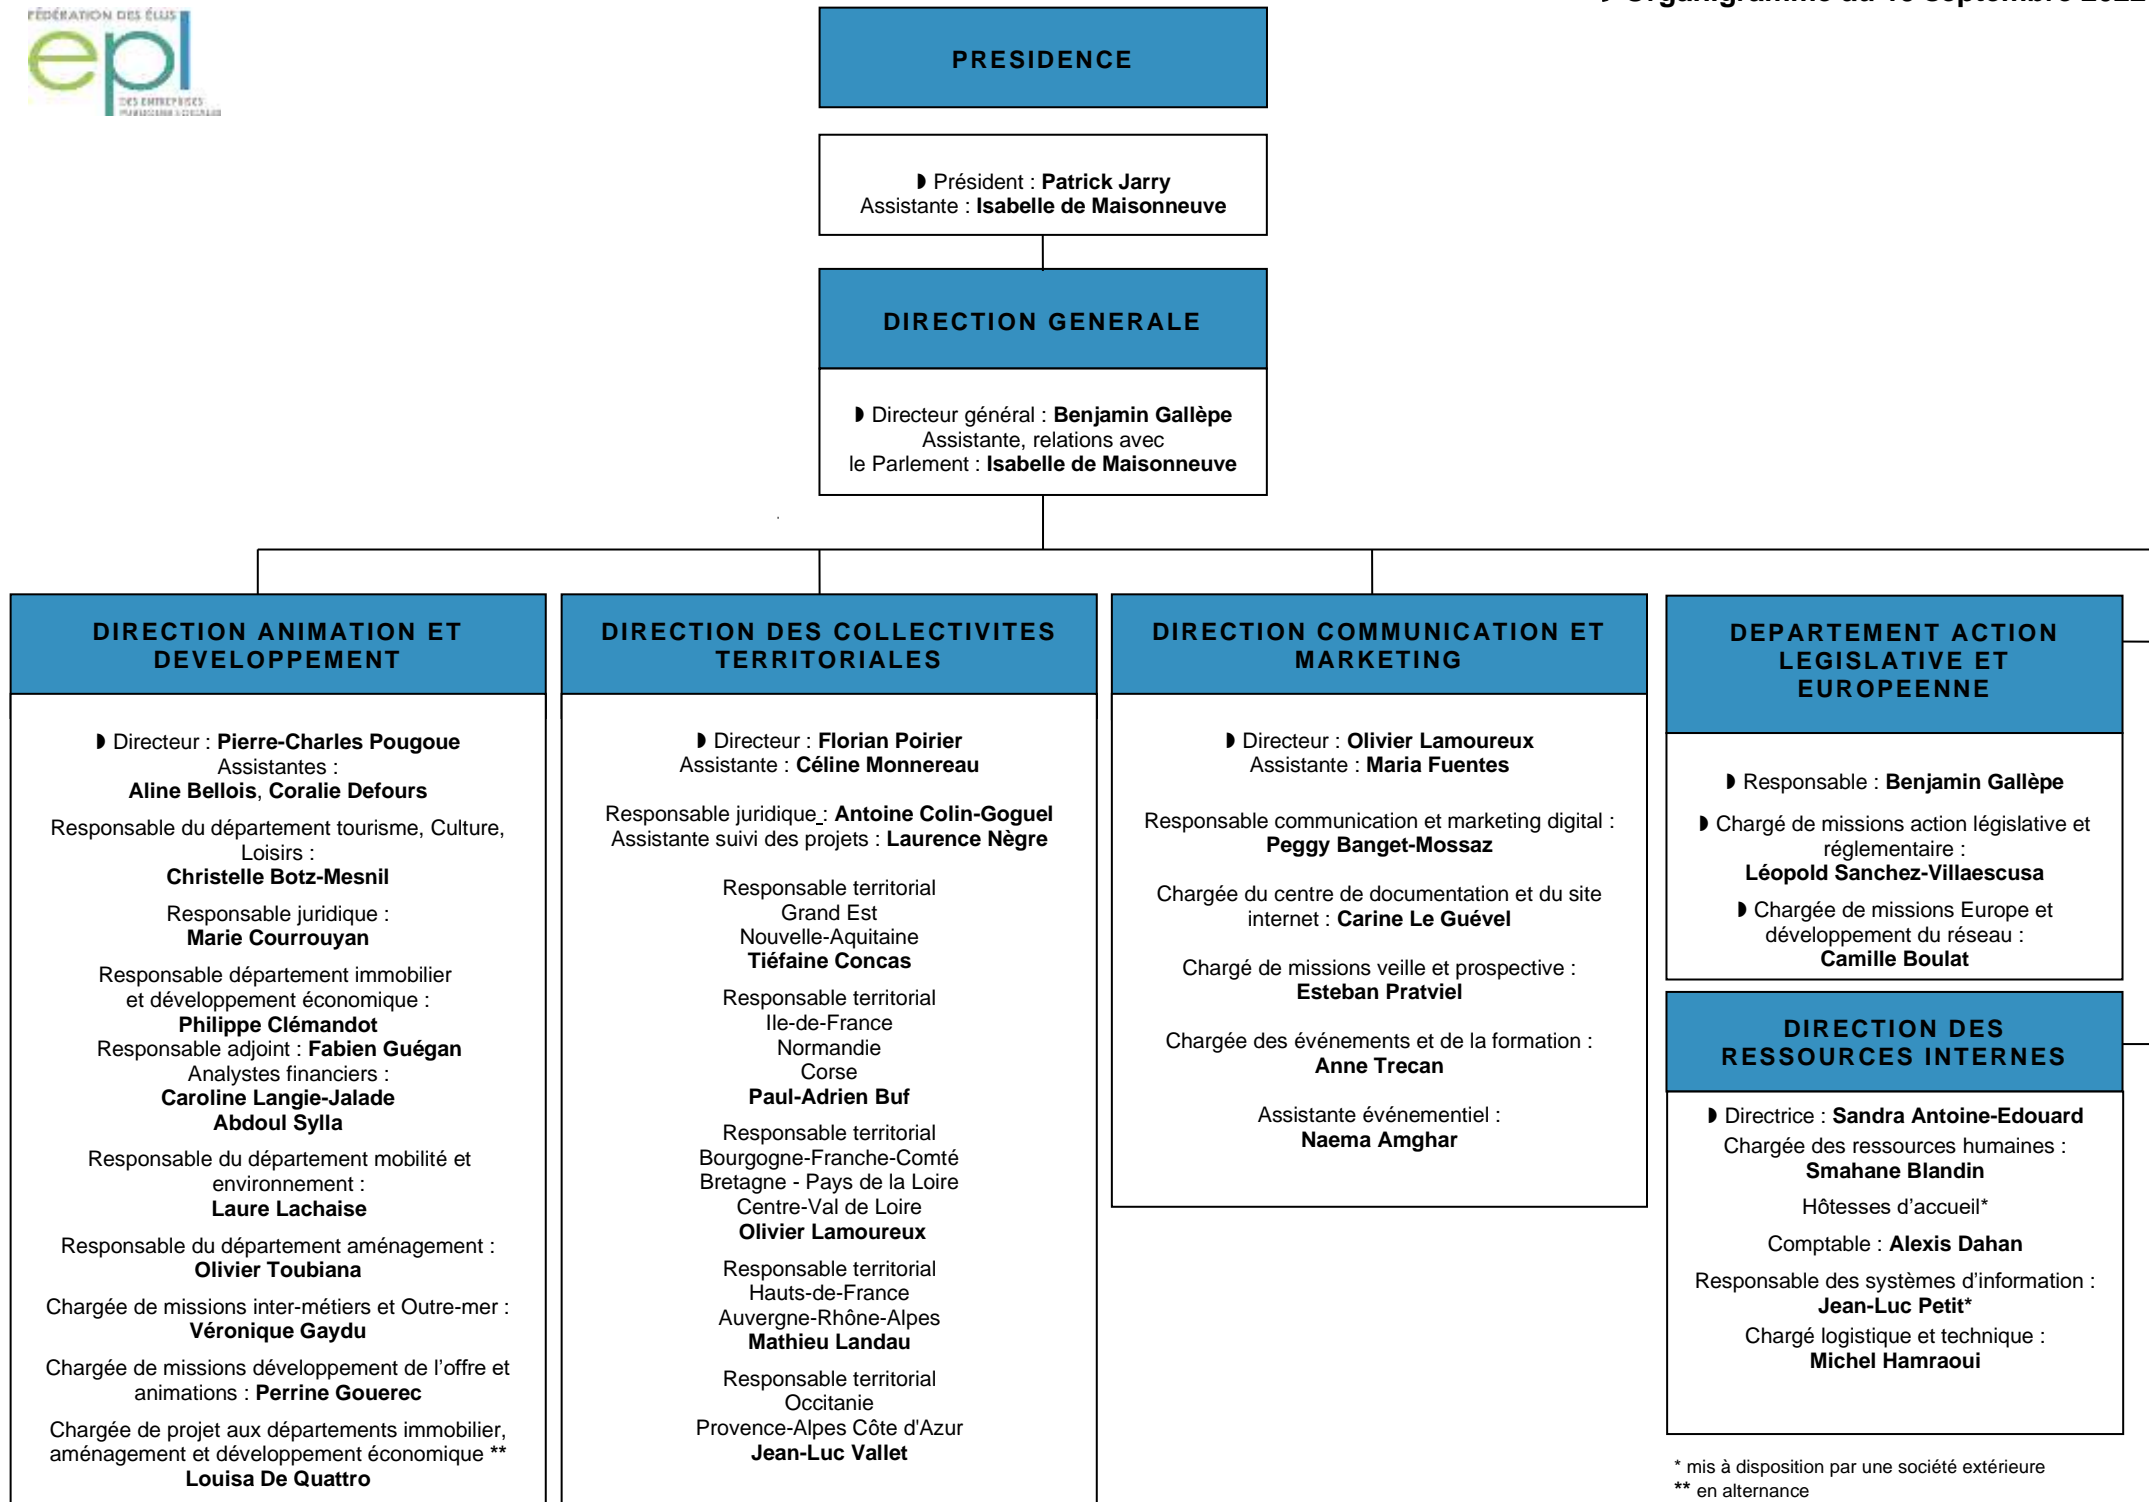 FÉDÉRATION DES ÉLUS
epl
DES ENTREPRISES
Organigramme au 15 septembre 2022
PRESIDENCE
◗ Président : Patrick Jarry
Assistante : Isabelle de Maisonneuve
DIRECTION GENERALE
◗ Directeur général : Benjamin Gallèpe
Assistante, relations avec
le Parlement : Isabelle de Maisonneuve
DIRECTION ANIMATION ET
DEVELOPPEMENT
◗ Directeur : Pierre-Charles Pougoue
Assistantes :
Aline Bellois, Coralie Defours
Responsable du département tourisme, Culture,
Loisirs :
Christelle Botz-Mesnil
Responsable juridique :
Marie Courrouyan
Responsable département immobilier
et développement économique :
Philippe Clémandot
Responsable adjoint : Fabien Guégan
Analystes financiers :
Caroline Langie-Jalade
Abdoul Sylla
Responsable du département mobilité et
environnement :
Laure Lachaise
Responsable du département aménagement :
Olivier Toubiana
Chargée de missions inter-métiers et Outre-mer :
Véronique Gaydu
Chargée de missions développement de l'offre et
animations : Perrine Gouerec
Chargée de projet aux départements immobilier,
aménagement et développement économique **
Louisa De Quattro
DIRECTION DES COLLECTIVITES
TERRITORIALES
◗ Directeur : Florian Poirier
Assistante : Céline Monnereau
Responsable juridique : Antoine Colin-Goguel
Assistante suivi des projets : Laurence Nègre
Responsable territorial
Grand Est
Nouvelle-Aquitaine
Tiéfaine Concas
Responsable territorial
Ile-de-France
Normandie
Corse
Paul-Adrien Buf
Responsable territorial
Bourgogne-Franche-Comté
Bretagne - Pays de la Loire
Centre-Val de Loire
Olivier Lamoureux
Responsable territorial
Hauts-de-France
Auvergne-Rhône-Alpes
Mathieu Landau
Responsable territorial
Occitanie
Provence-Alpes Côte d'Azur
Jean-Luc Vallet
DIRECTION COMMUNICATION ET
MARKETING
◗ Directeur : Olivier Lamoureux
Assistante : Maria Fuentes
Responsable communication et marketing digital :
Peggy Banget-Mossaz
Chargée du centre de documentation et du site
internet : Carine Le Guével
Chargé de missions veille et prospective :
Esteban Pratviel
Chargée des événements et de la formation :
Anne Trecan
Assistante événementiel :
Naema Amghar
DEPARTEMENT ACTION
LEGISLATIVE ET
EUROPEENNE
◗ Responsable : Benjamin Gallèpe
◗ Chargé de missions action législative et
réglementaire :
Léopold Sanchez-Villaescusa
◗ Chargée de missions Europe et
développement du réseau :
Camille Boulat
DIRECTION DES
RESSOURCES INTERNES
◗ Directrice : Sandra Antoine-Edouard
Chargée des ressources humaines :
Smahane Blandin
Hôtesses d'accueil*
Comptable : Alexis Dahan
Responsable des systèmes d'information :
Jean-Luc Petit*
Chargé logistique et technique :
Michel Hamraoui
* mis à disposition par une société extérieure
** en alternance